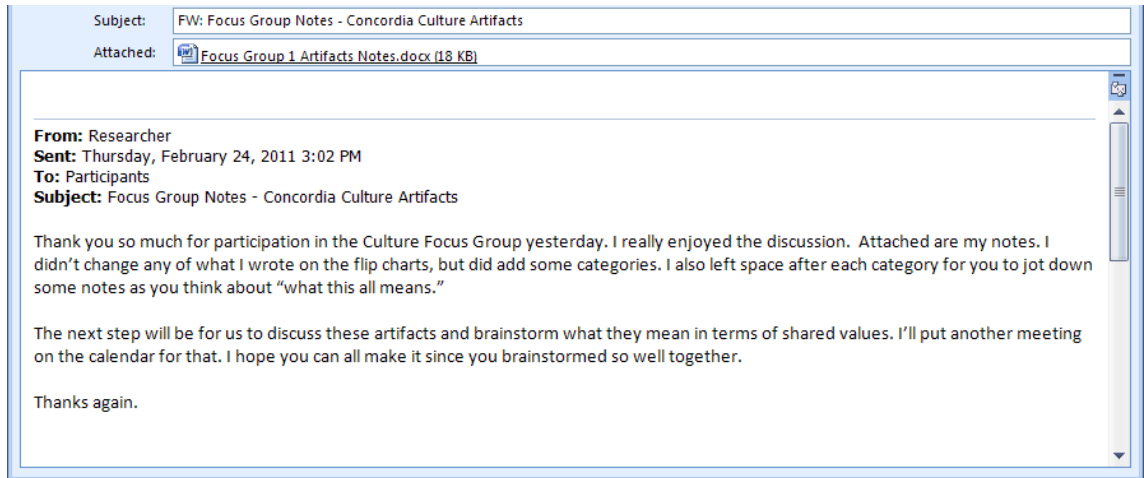 Subject: FW: Focus Group Notes - Concordia Culture Artifacts
Attached: Focus Group 1 Artifacts Notes.docx (18 KB)
From: Researcher
Sent: Thursday, February 24, 2011 3:02 PM
To: Participants
Subject: Focus Group Notes - Concordia Culture Artifacts
Thank you so much for participation in the Culture Focus Group yesterday. I really enjoyed the discussion.  Attached are my notes. I
didn't change any of what I wrote on the flip charts, but did add some categories. I also left space after each category for you to jot down
some notes as you think about “what this all means.”
The next step will be for us to discuss these artifacts and brainstorm what they mean in terms of shared values. I'll put another meeting
on the calendar for that. I hope you can all make it since you brainstormed so well together.
Thanks again.